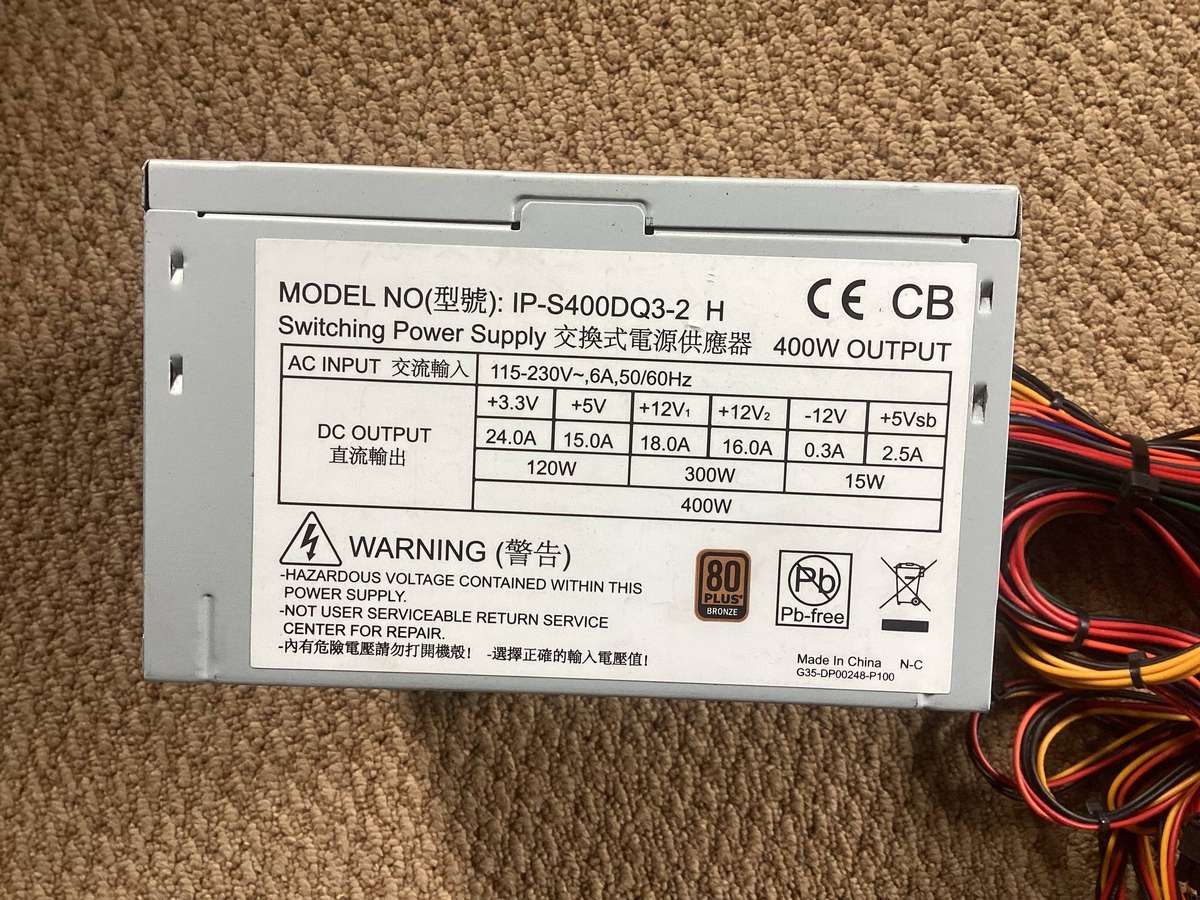 MODEL NO(型號): IP-S400DQ3-2 H
CE CB
Switching Power Supply 交換式電源供應器 400W OUTPUT
AC INPUT 交流輸入 115-230V~,6A,50/60Hz
DC OUTPUT
直流輸出
+3.3V +5V +12V₁ +12V₂ -12V +5Vsb
24.0A 15.0A 18.0A 16.0A 0.3A 2.5A
120W 300W 15W
400W
WARNING (警告)
-HAZARDOUS VOLTAGE CONTAINED WITHIN THIS
POWER SUPPLY.
-NOT USER SERVICEABLE RETURN SERVICE
CENTER FOR REPAIR.
-內有危險電壓請勿打開機殼! -選擇正確的輸入電壓值!
80
PLUS
BRONZE
Pb
Pb-free
Made In China N-C
G35-DP00248-P100